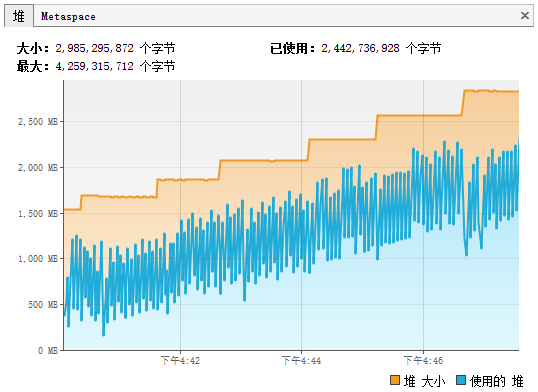 堆 Metaspace
大小: 2,985,295,872 个字节 已使用: 2,442,736,928 个字节
最大: 4,259,315,712 个字节
2,500 MB
2,000 MB
1,500 MB
1,000 MB
500 MB
0 MB
下午4:42 下午4:44 下午4:46
堆 大小 使用的 堆